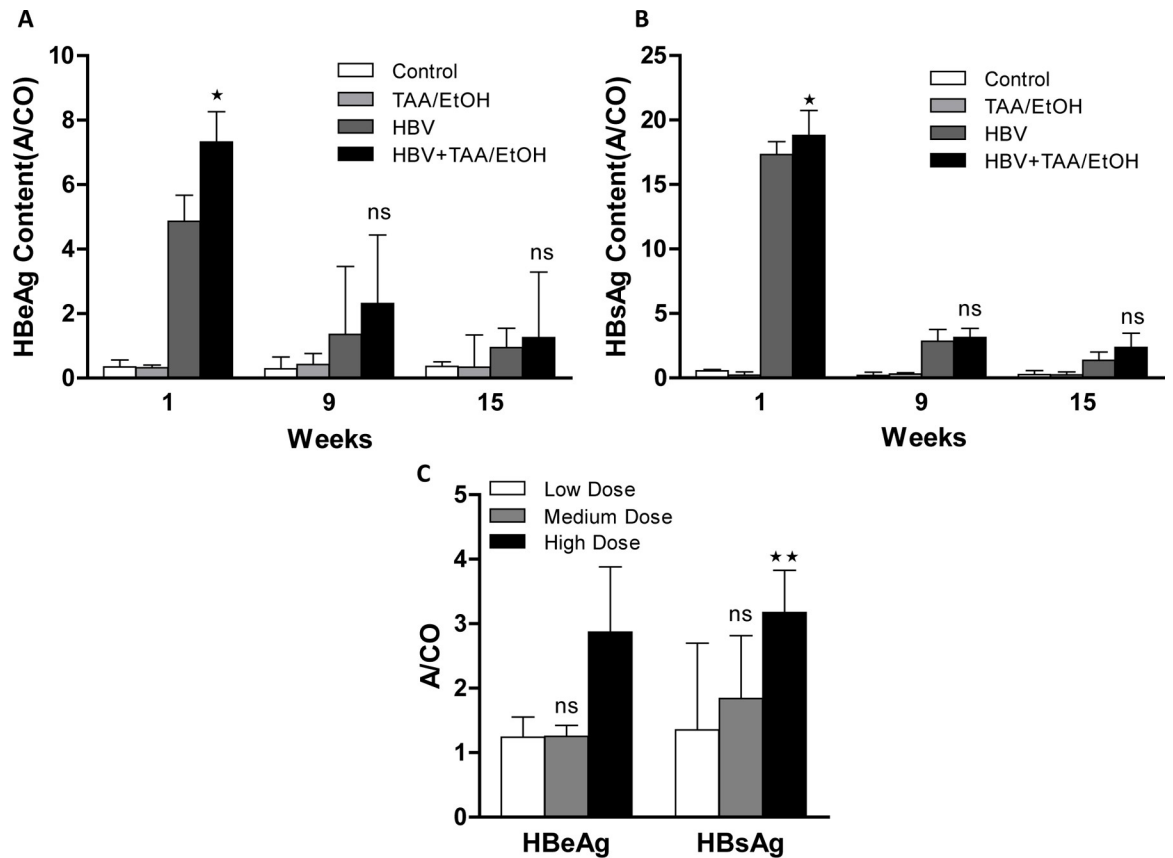 A
HBeAg Content(A/CO)
10
8
6
4
2
0
Control
TAA/EtOH
HBV
HBV+TAA/EtOH
★
ns
ns
1 9 15
Weeks
B
HBsAg Content(A/CO)
25
20
15
10
5
0
Control
TAA/EtOH
HBV
HBV+TAA/EtOH
★
ns
ns
1 9 15
Weeks
C
A/CO
5
4
3
2
1
0
Low Dose
Medium Dose
High Dose
ns
ns
★★
HBeAg HBsAg